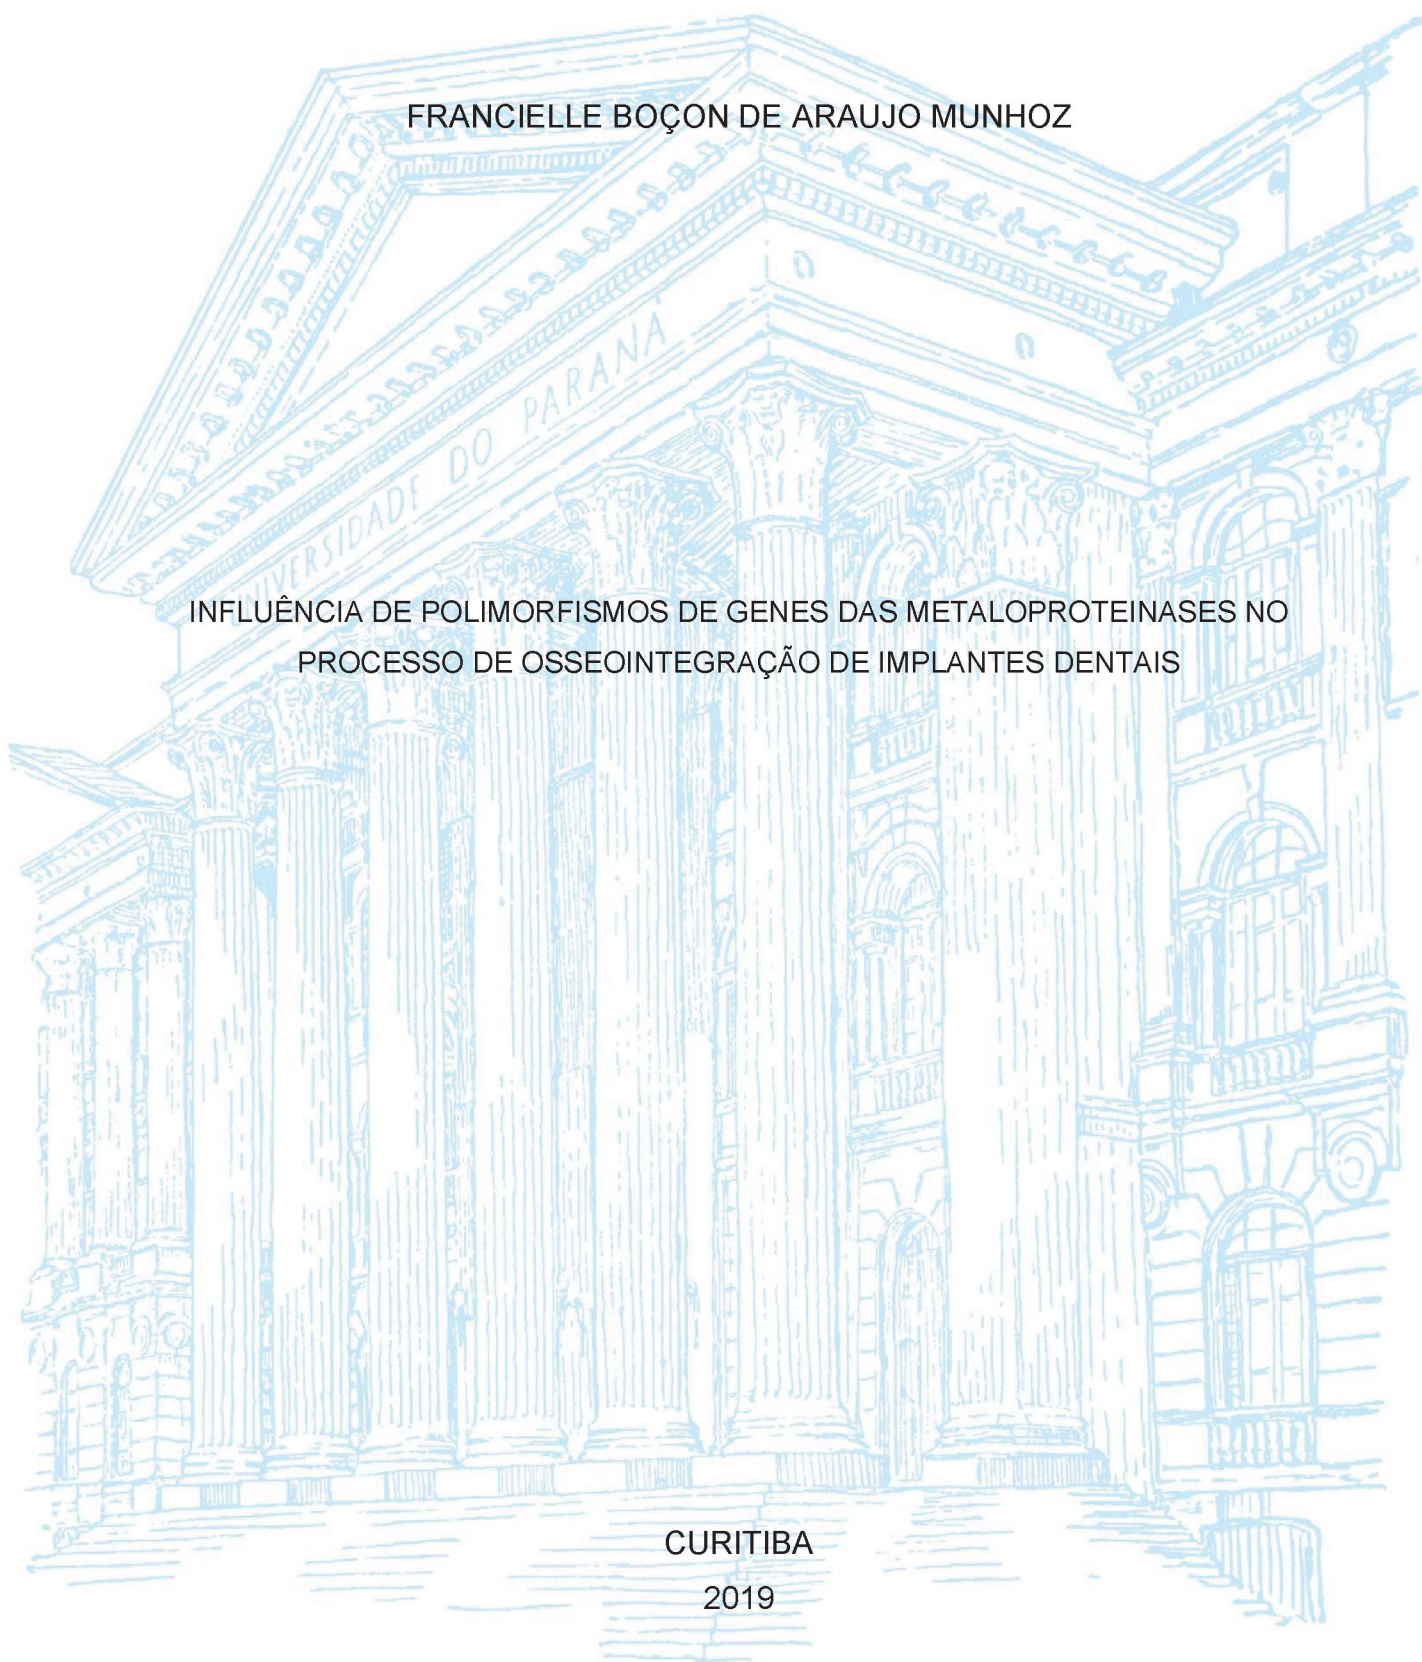 FRANCIELLE BOÇON DE ARAUJO MUNHOZ
UNIVERSIDADE DO PARANÁ
INFLUÊNCIA DE POLIMORFISMOS DE GENES DAS METALOPROTEINASES NO
PROCESSO DE OSSEOINTEGRAÇÃO DE IMPLANTES DENTAIS
CURITIBA
2019